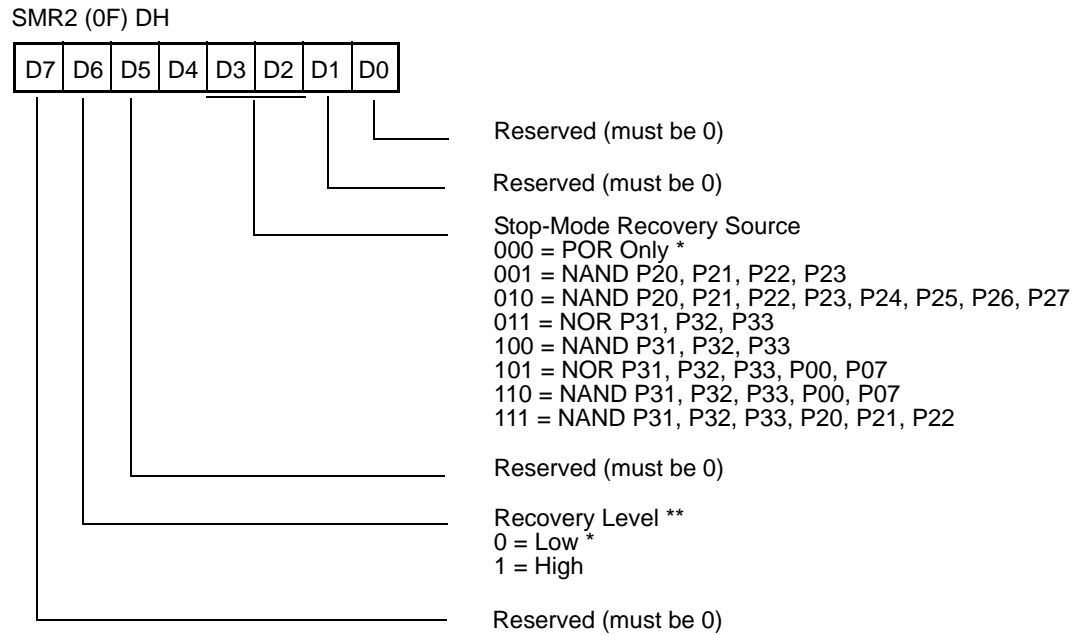 SMR2 (0F) DH
D7 D6 D5 D4 D3 D2 D1 D0
Reserved (must be 0)
Reserved (must be 0)
Stop-Mode Recovery Source
000 = POR Only *
001 = NAND P20, P21, P22, P23
010 = NAND P20, P21, P22, P23, P24, P25, P26, P27
011 = NOR P31, P32, P33
100 = NAND P31, P32, P33
101 = NOR P31, P32, P33, P00, P07
110 = NAND P31, P32, P33, P00, P07
111 = NAND P31, P32, P33, P20, P21, P22
Reserved (must be 0)
Recovery Level **
0 = Low *
1 = High
Reserved (must be 0)